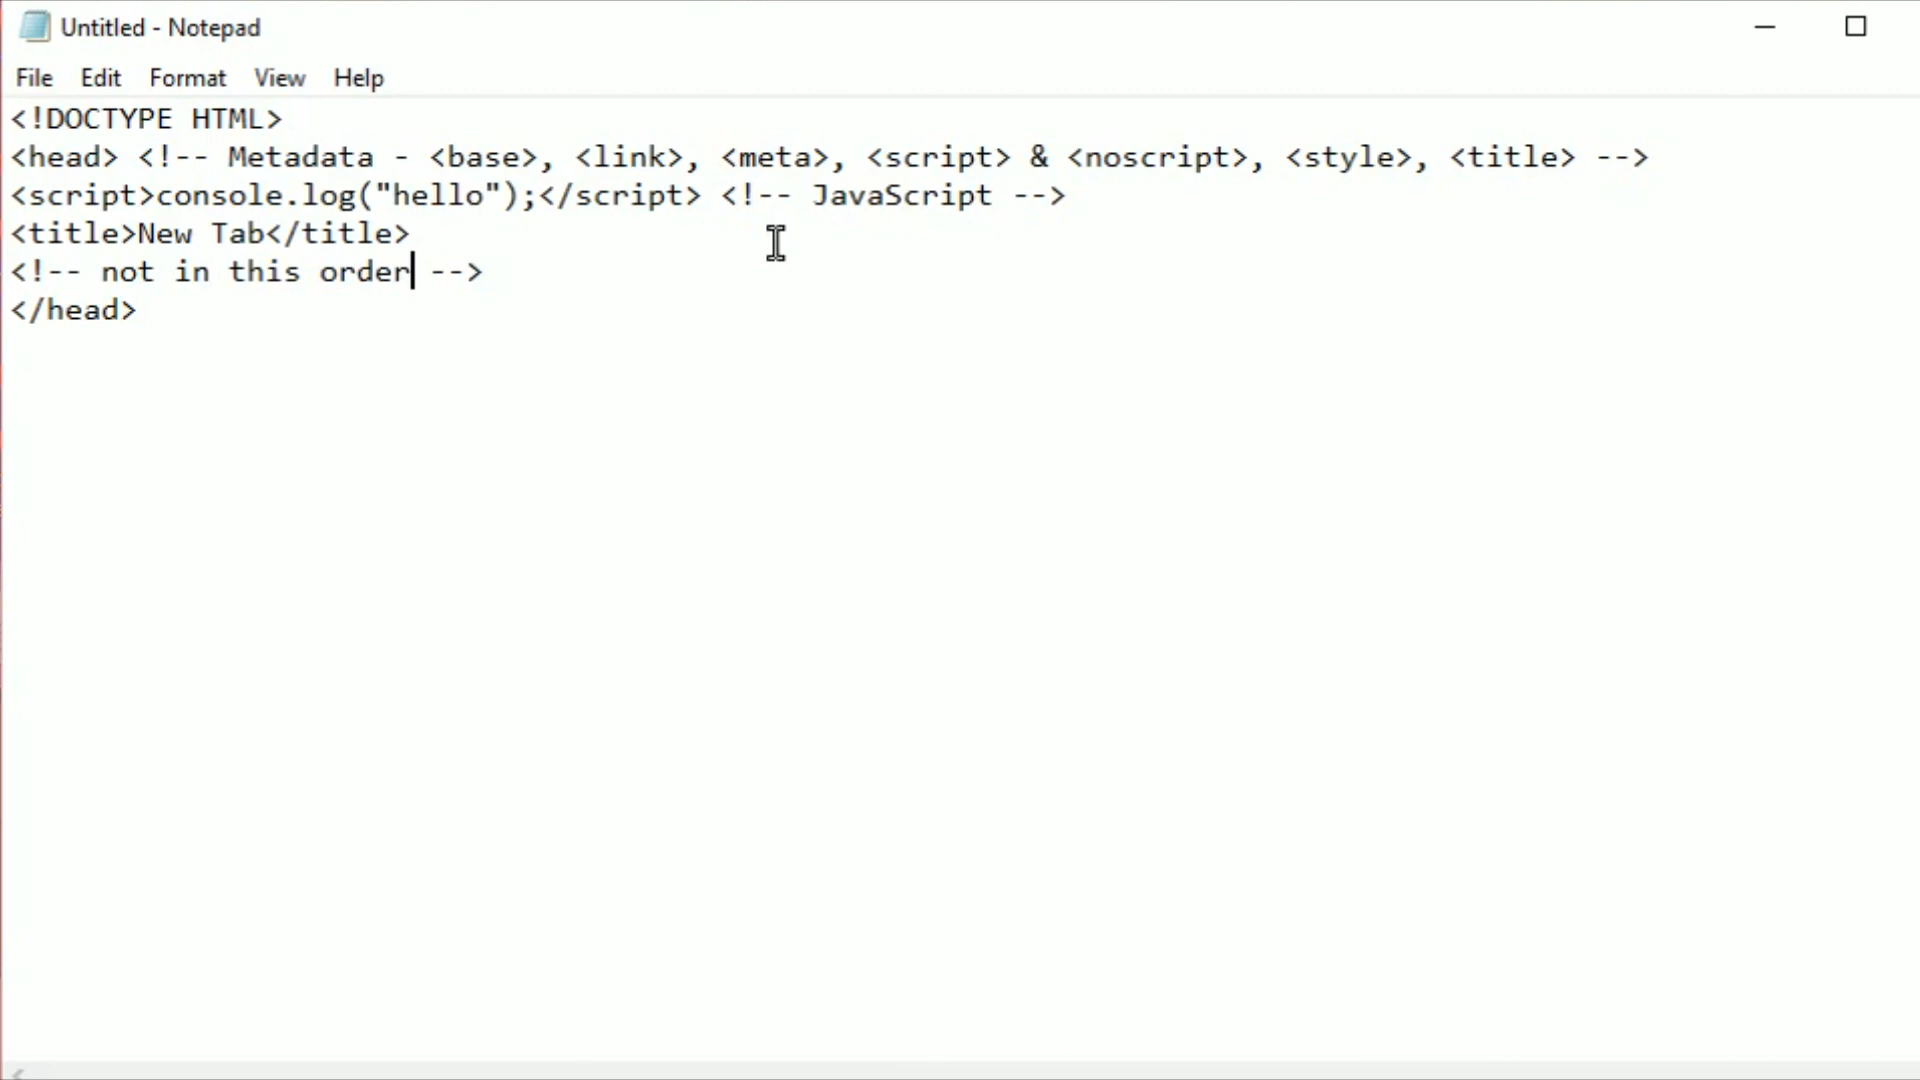 Untitled - Notepad
File Edit Format View Help
<!DOCTYPE HTML>
<head> <!-- Metadata - <base>, <link>, <meta>, <script> & <noscript>, <style>, <title> -->
<script>console.log("hello");</script> <!-- JavaScript -->
<title>New Tab</title>
<!-- not in this order -->
</head>